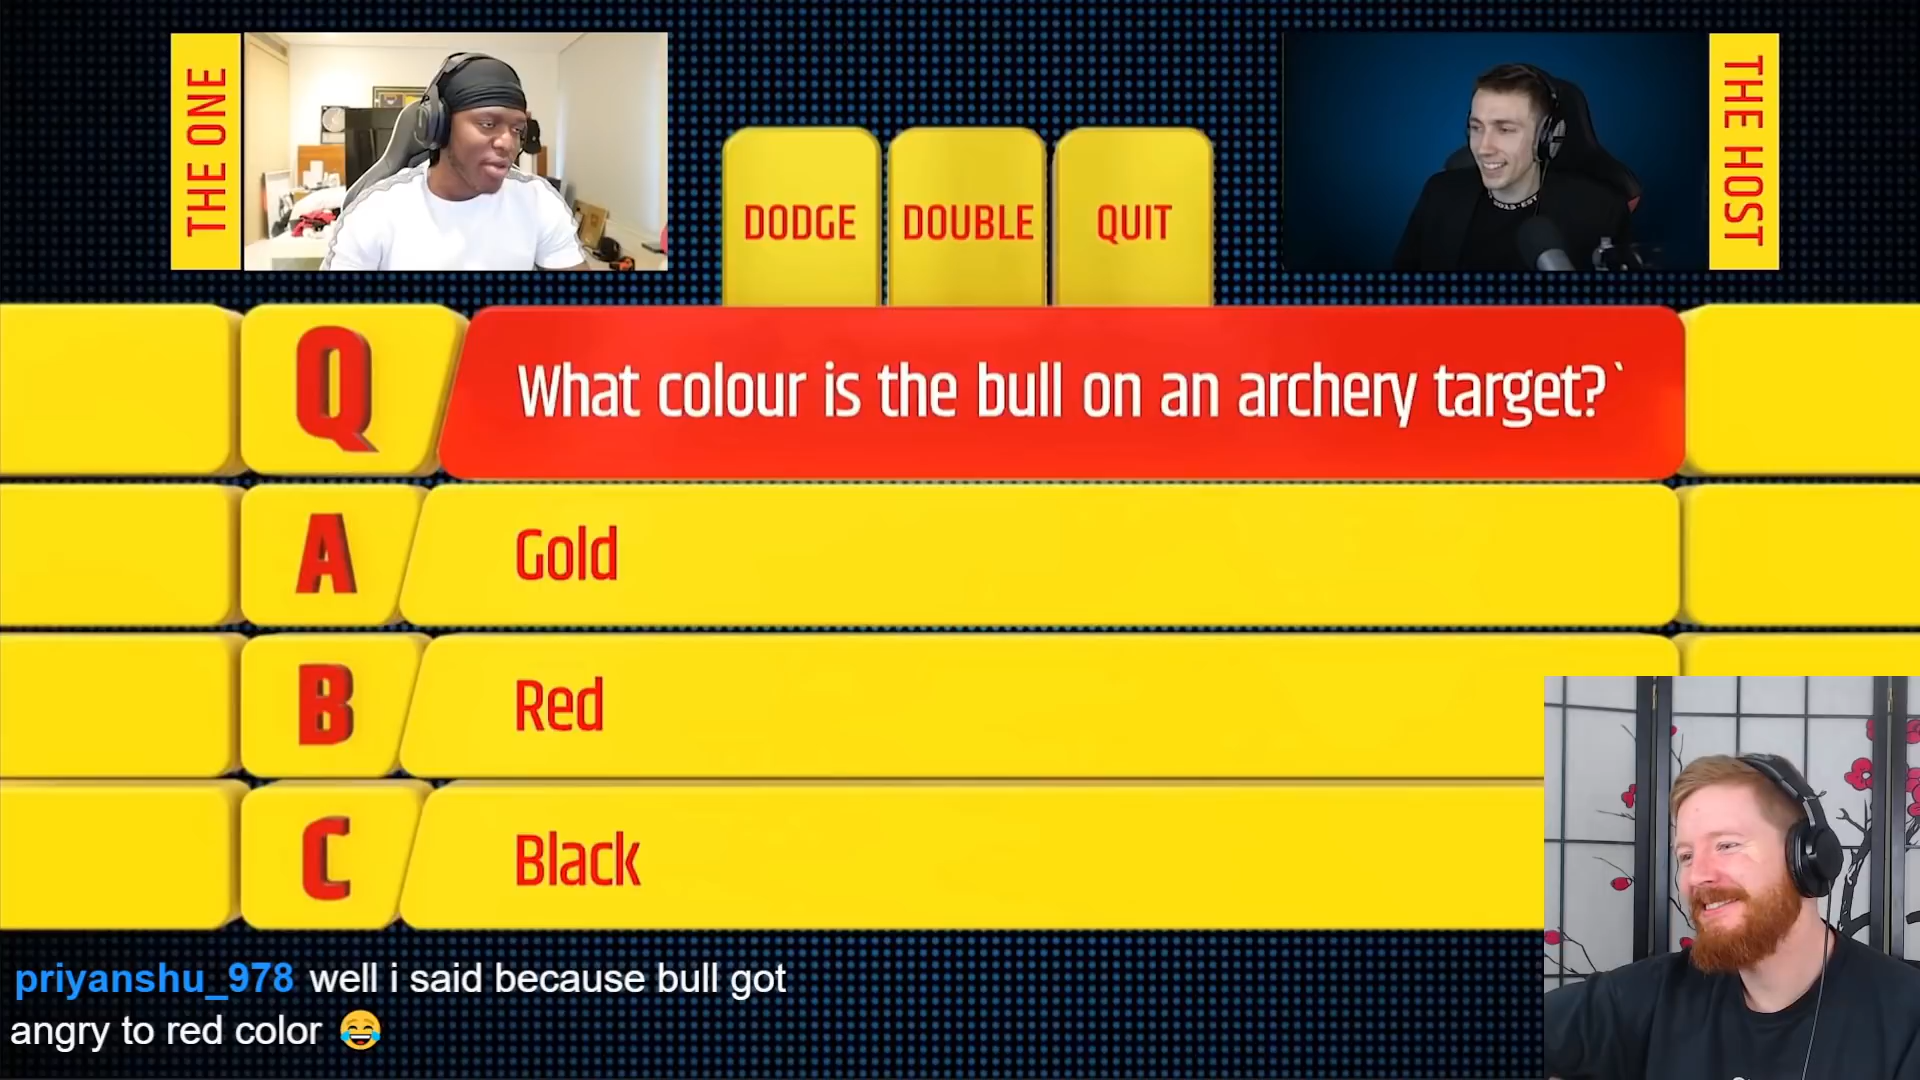 THE ONE
THE HOST
DODGE
DOUBLE
QUIT
Q
What colour is the bull on an archery target?`
A
Gold
B
Red
C
Black
priyanshu_978 well i said because bull got
angry to red color 😂